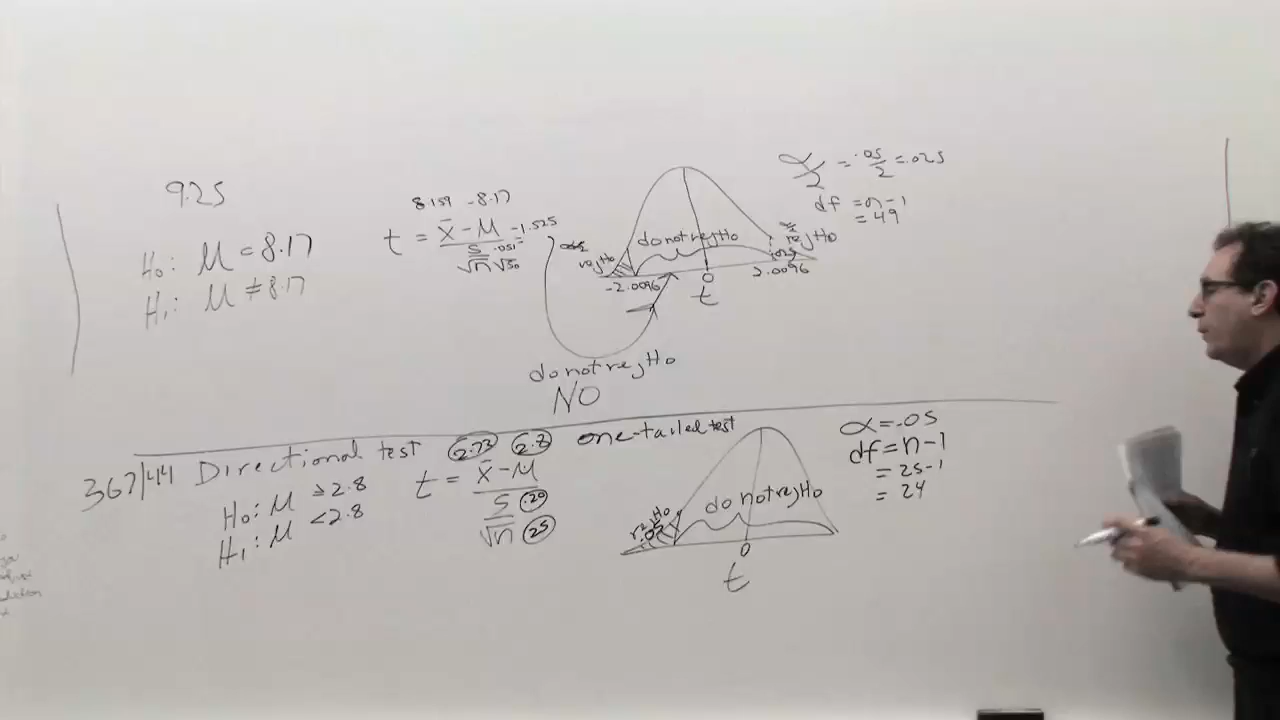 9.25
H₀: μ = 8.17
H₁: μ ≠ 8.17
8.159 - 8.17
t = x̄ - μ
s .051 = -1.525
√n √50
do not rej H₀
rej H₀
rej H₀
.025
-2.0096
0
2.0096
t
α/2 = .05/2 = .025
df = n-1
= 49
do not rej H₀
NO
367/44 Directional test
H₀: μ ≥ 2.8
H₁: μ < 2.8
2.73 2.8
t = x̄ - μ
s .20
√n 25
one-tailed test
do not rej H₀
rej H₀
.05
0
t
α = .05
df = n-1
= 25-1
= 24